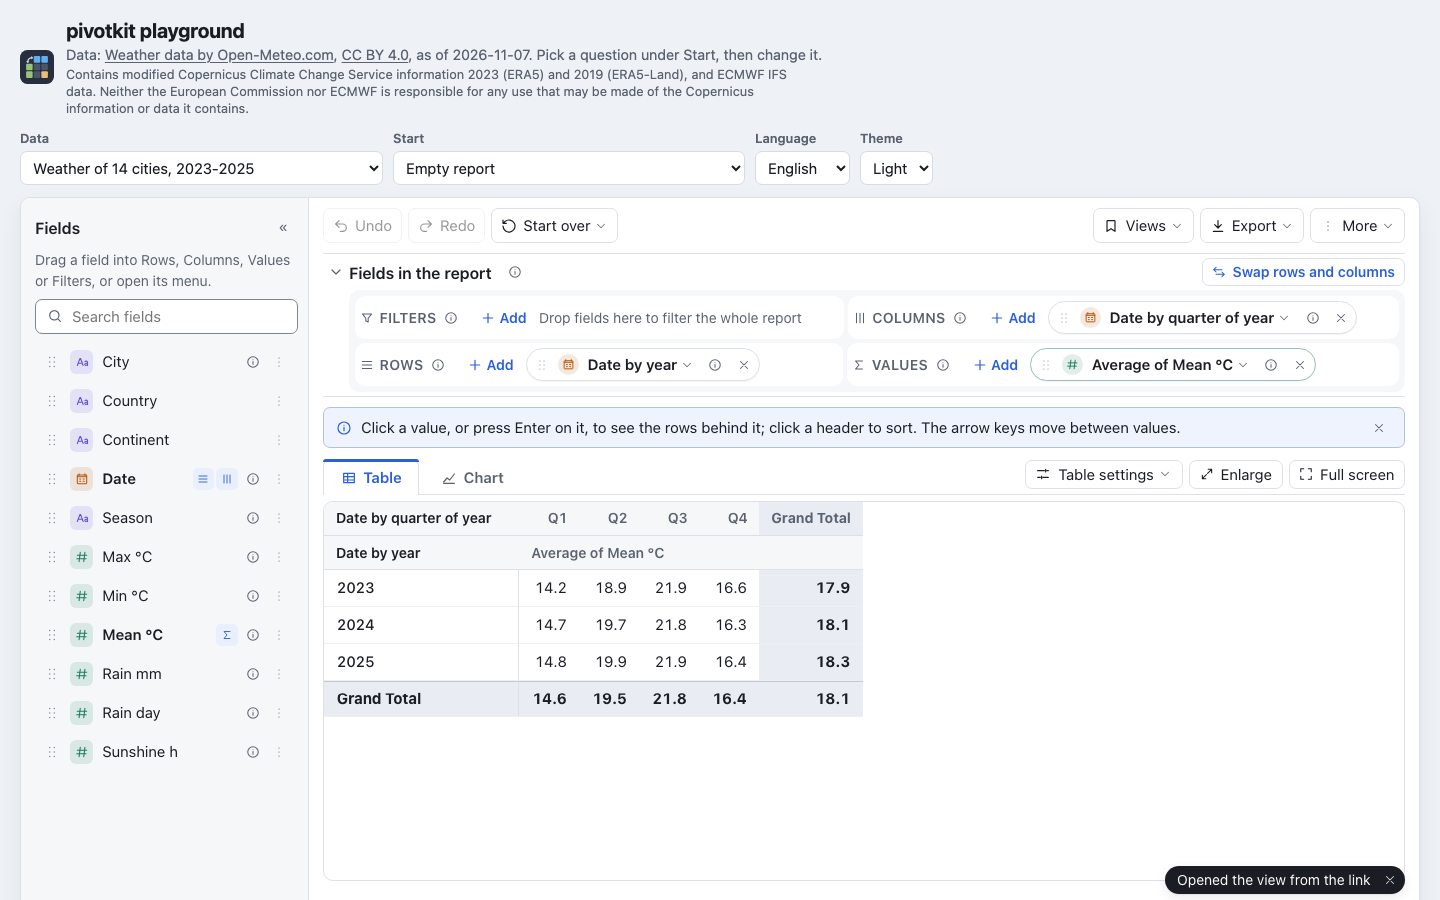 pivotkit playground
Data: Weather data by Open-Meteo.com, CC BY 4.0, as of 2026-11-07. Pick a question under Start, then change it.
Contains modified Copernicus Climate Change Service information 2023 (ERA5) and 2019 (ERA5-Land), and ECMWF IFS
data. Neither the European Commission nor ECMWF is responsible for any use that may be made of the Copernicus
information or data it contains.
Data Start Language Theme
Weather of 14 cities, 2023-2025 Empty report English Light
Fields «
Drag a field into Rows, Columns, Values
or Filters, or open its menu.
Search fields
Aa City
Aa Country
Aa Continent
Date
Aa Season
# Max °C
# Min °C
# Mean °C Σ
# Rain mm
# Rain day
# Sunshine h
Undo Redo Start over Views Export More
Fields in the report Swap rows and columns
FILTERS + Add Drop fields here to filter the whole report
COLUMNS + Add Date by quarter of year
ROWS + Add Date by year
Σ VALUES + Add # Average of Mean °C
Click a value, or press Enter on it, to see the rows behind it; click a header to sort. The arrow keys move between values.
Table Chart Table settings Enlarge Full screen
Date by quarter of year Q1 Q2 Q3 Q4 Grand Total
Date by year Average of Mean °C
2023 14.2 18.9 21.9 16.6 17.9
2024 14.7 19.7 21.8 16.3 18.1
2025 14.8 19.9 21.9 16.4 18.3
Grand Total 14.6 19.5 21.8 16.4 18.1
Opened the view from the link